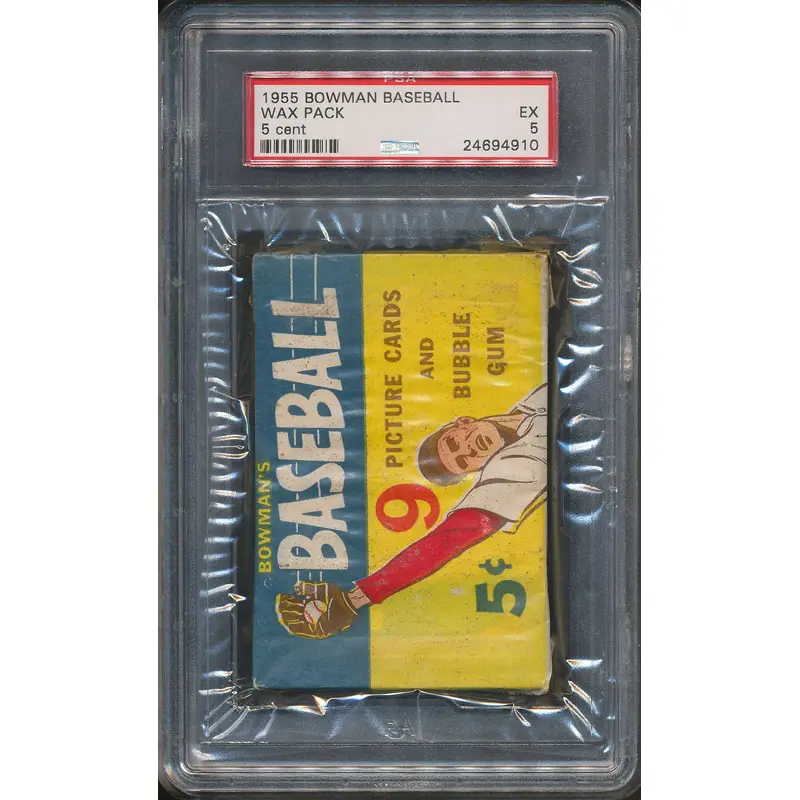 PSA
1955 BOWMAN BASEBALL
WAX PACK
EX
5 cent
5
24694910
BOWMAN'S
BASEBALL
9 PICTURE CARDS
AND
BUBBLE
GUM
5¢